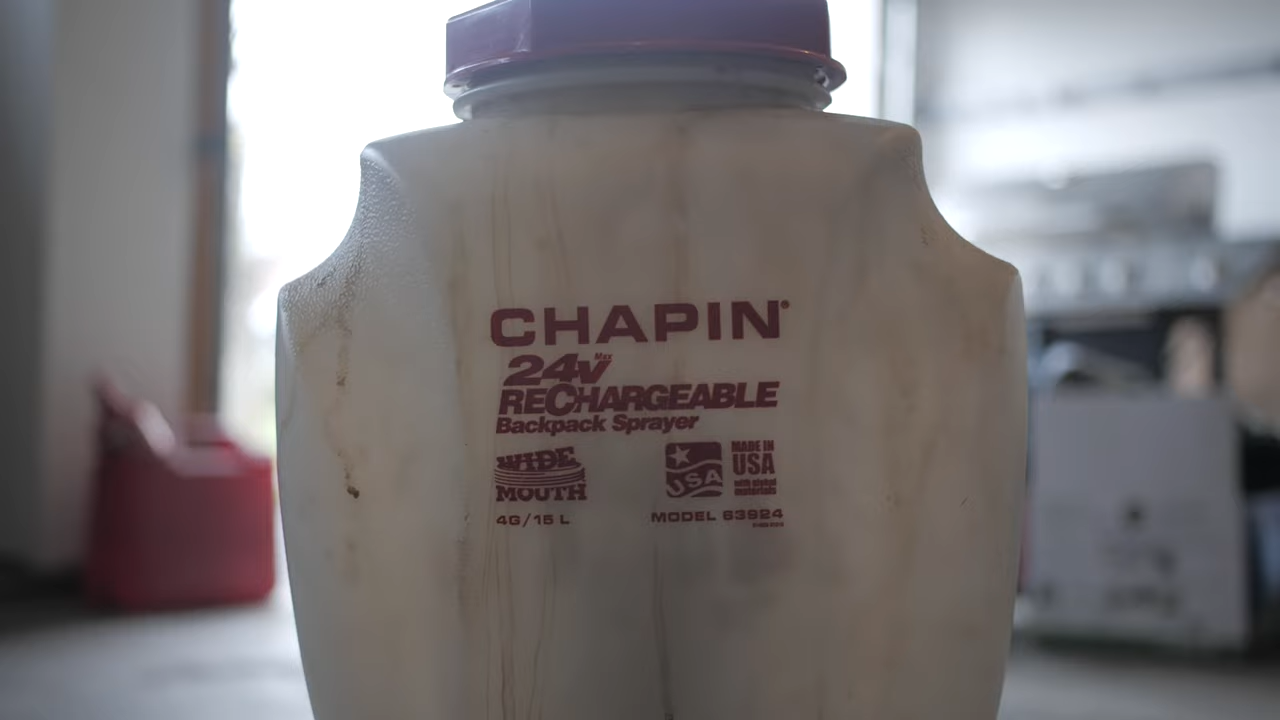 CHAPIN®
24v Max
RECHARGEABLE
Backpack Sprayer
WIDE
MOUTH
USA
MADE IN
USA
with global
materials
4G/15 L
MODEL 63924